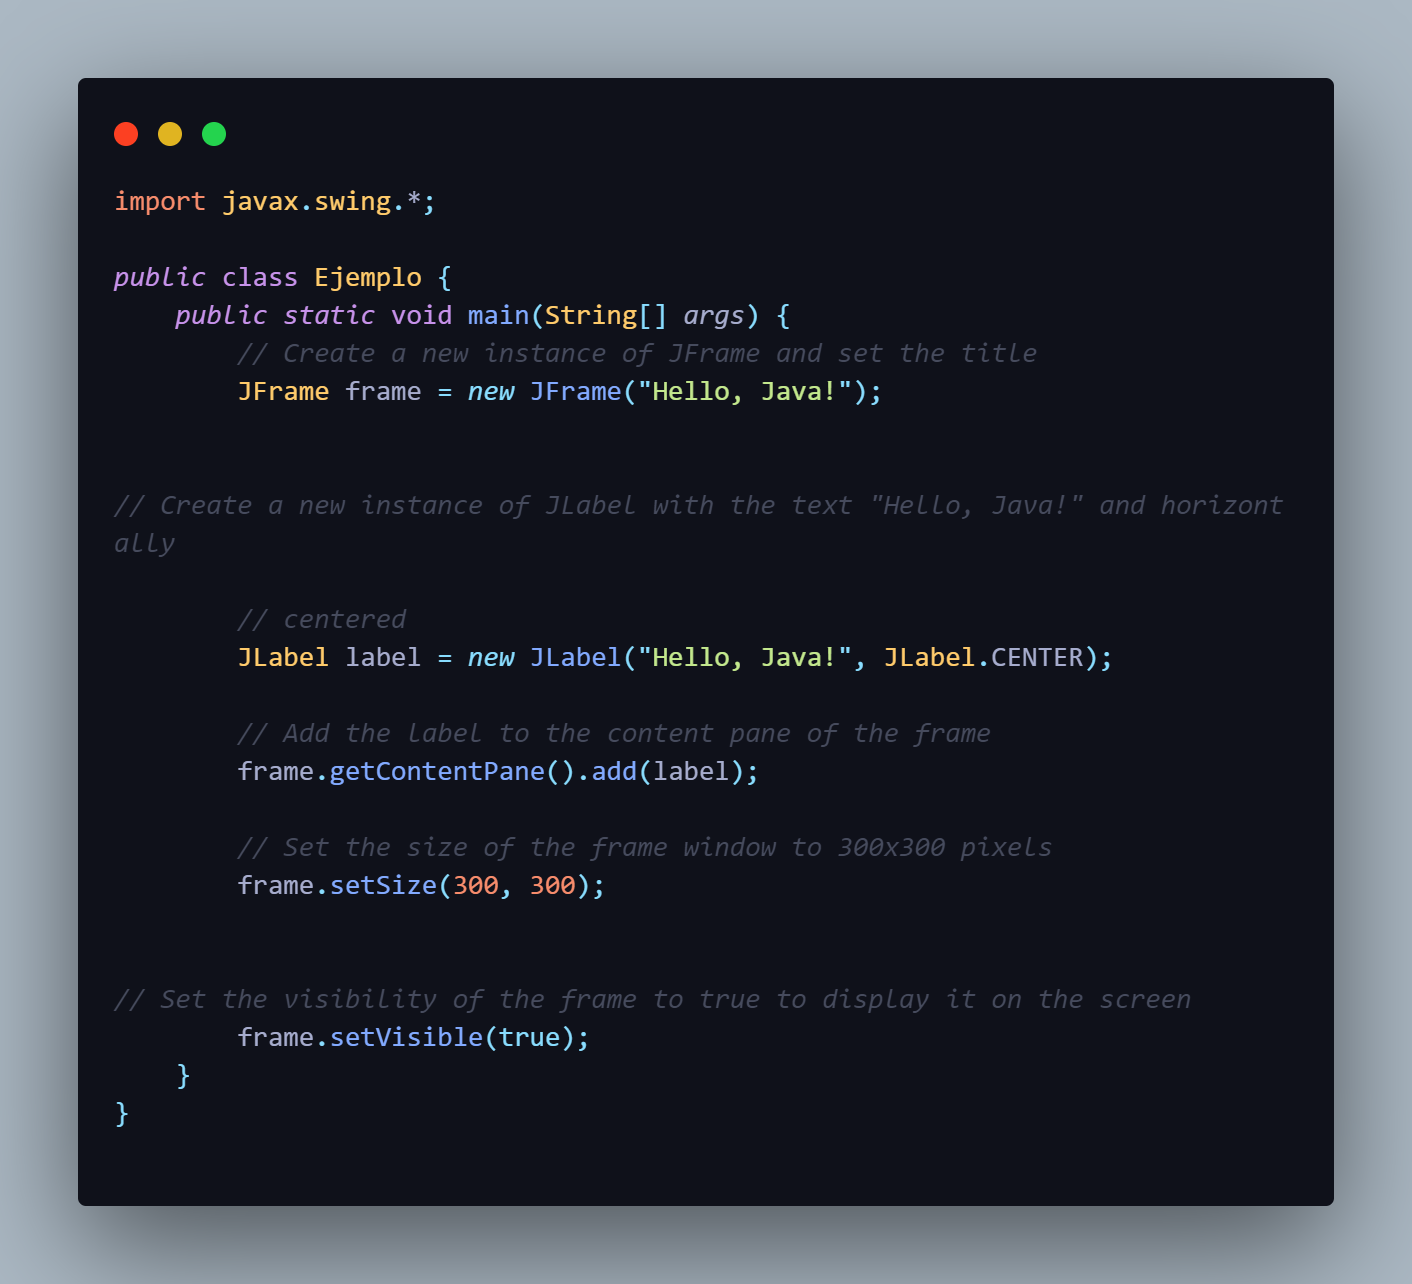 import javax.swing.*;
public class Ejemplo {
    public static void main(String[] args) {
        // Create a new instance of JFrame and set the title
        JFrame frame = new JFrame("Hello, Java!");
// Create a new instance of JLabel with the text "Hello, Java!" and horizont
ally
        // centered
        JLabel label = new JLabel("Hello, Java!", JLabel.CENTER);
        // Add the label to the content pane of the frame
        frame.getContentPane().add(label);
        // Set the size of the frame window to 300x300 pixels
        frame.setSize(300, 300);
// Set the visibility of the frame to true to display it on the screen
        frame.setVisible(true);
    }
}